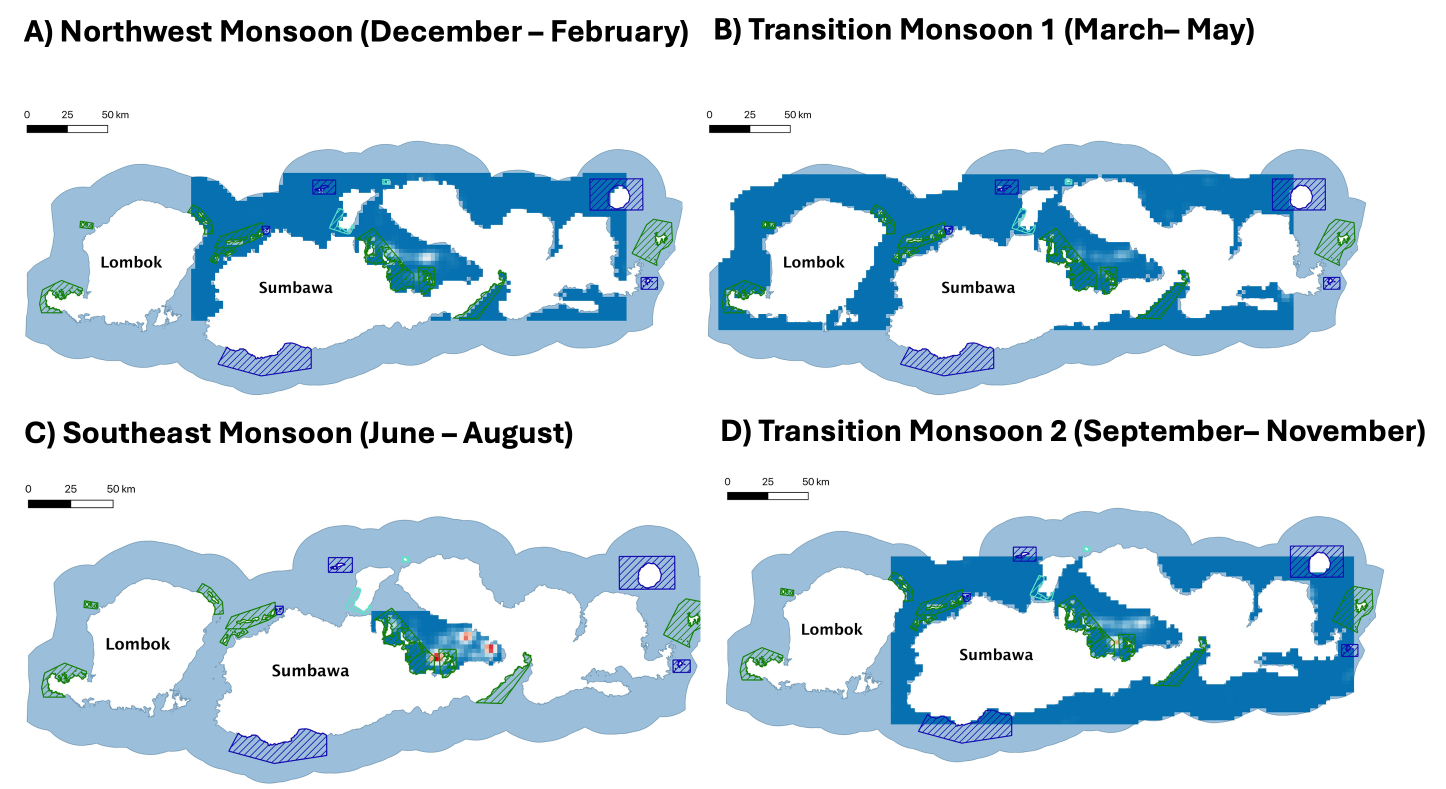 A) Northwest Monsoon (December – February)
B) Transition Monsoon 1 (March– May)
0 25 50 km
0 25 50 km
Lombok
Sumbawa
Lombok
Sumbawa
C) Southeast Monsoon (June – August)
D) Transition Monsoon 2 (September– November)
0 25 50 km
0 25 50 km
Lombok
Sumbawa
Lombok
Sumbawa